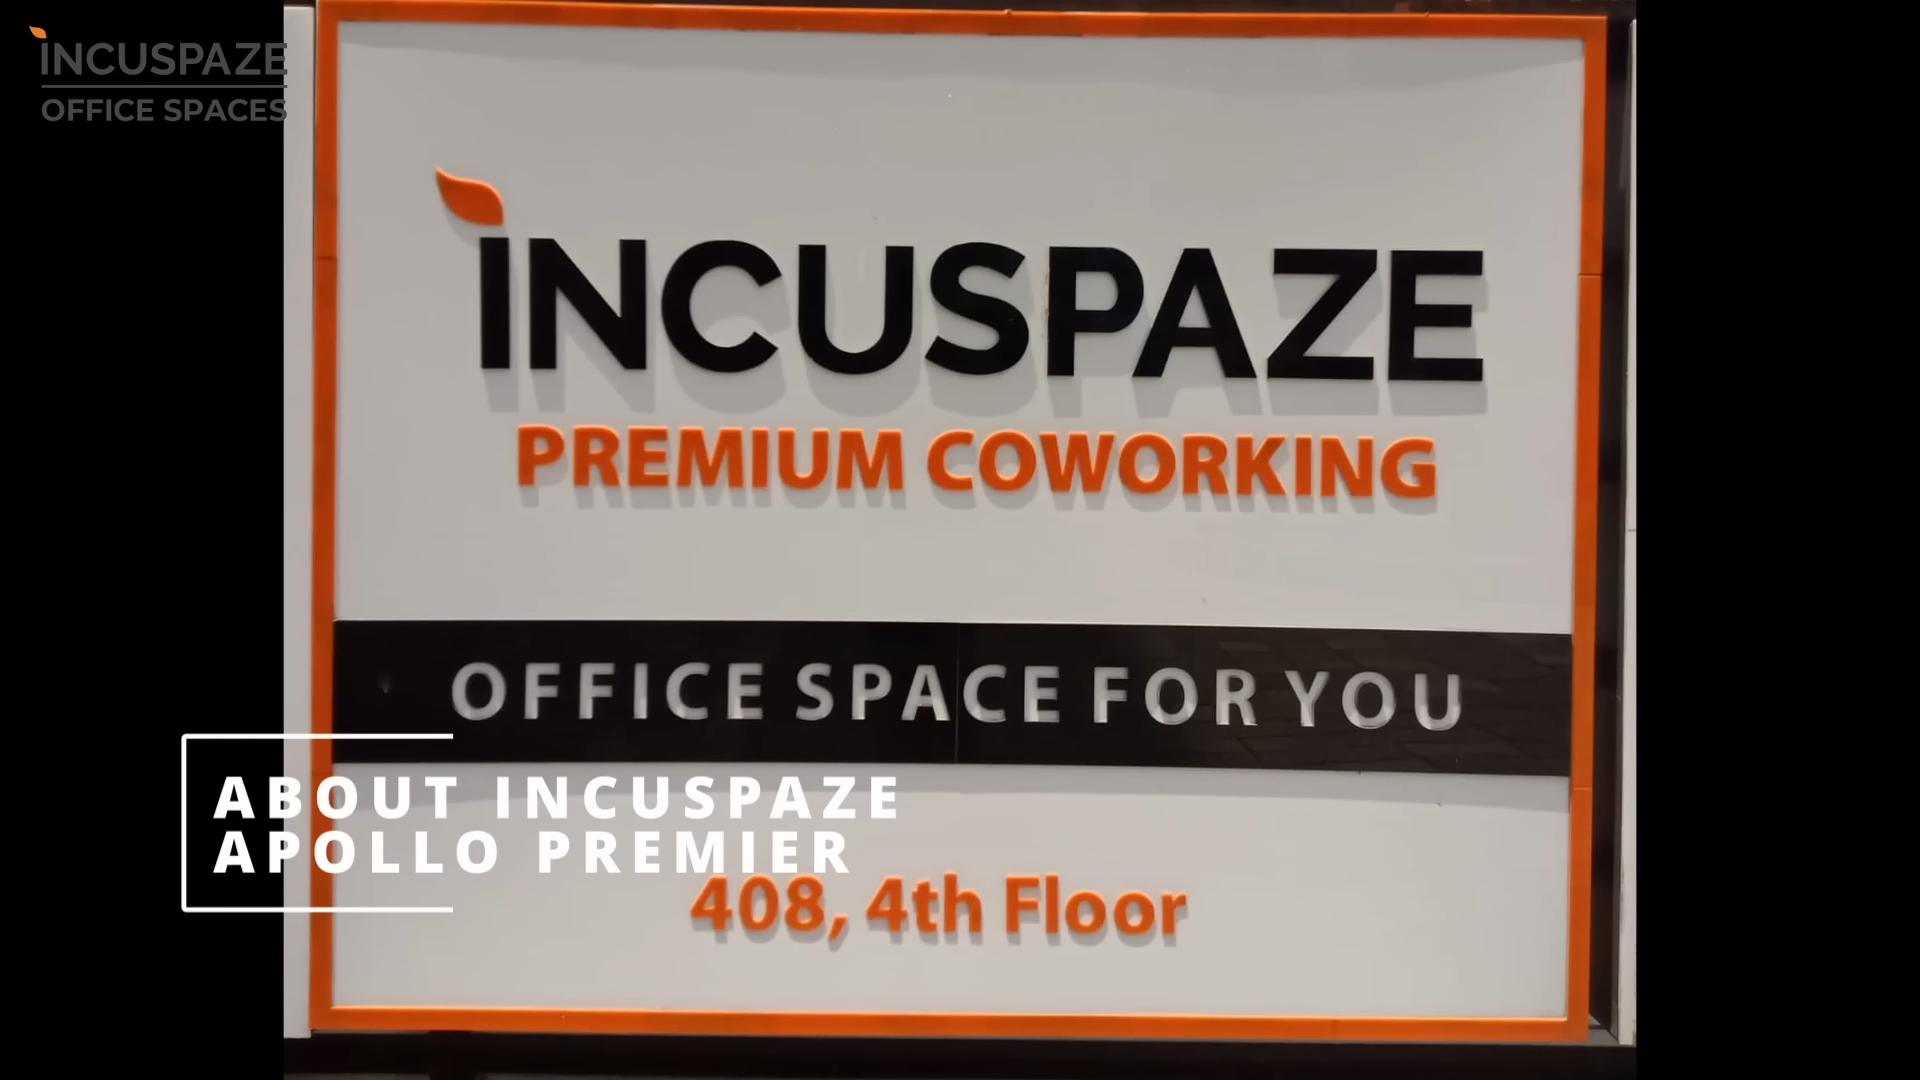 INCUSPAZE
OFFICE SPACES
INCUSPAZE
PREMIUM COWORKING
OFFICE SPACE FOR YOU
ABOUT INCUSPAZE
APOLLO PREMIER
408, 4th Floor